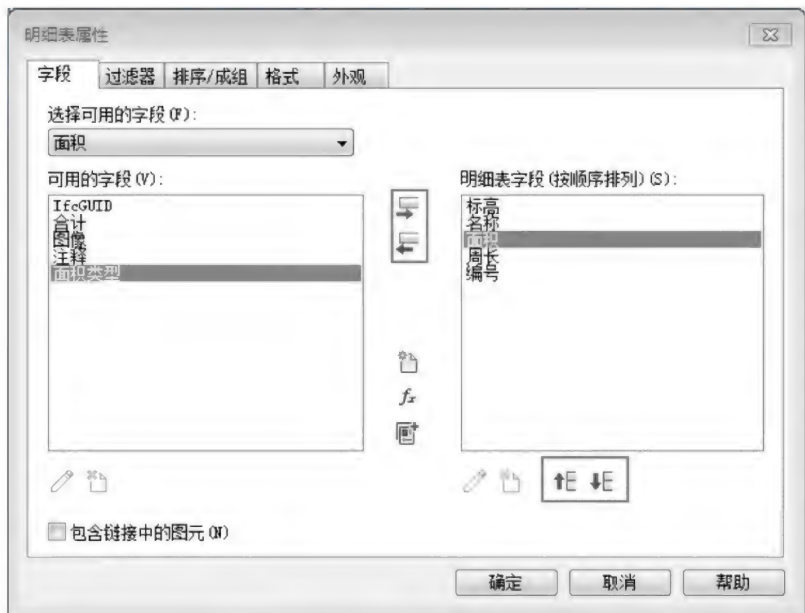 明细表属性
字段 过滤器 排序/成组 格式 外观
选择可用的字段(F):
面积
可用的字段(V):
IfcGUID
合计
图像
注释
面积类型
fx
明细表字段(按顺序排列)(S):
标高
名称
面积
周长
编号
包含链接中的图元(N)
确定 取消 帮助